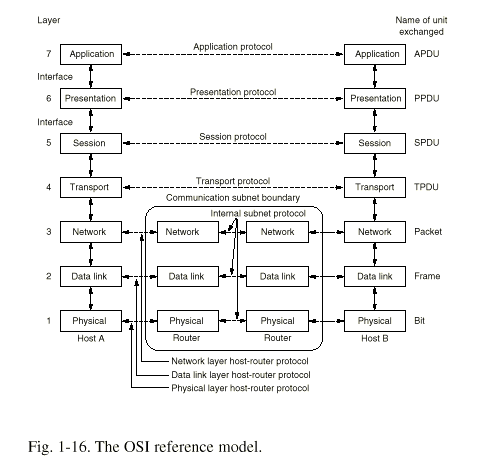 Layer
Name of unit
exchanged
7 Application Application protocol Application APDU
Interface
6 Presentation Presentation protocol Presentation PPDU
Interface
5 Session Session protocol Session SPDU
4 Transport Transport protocol Transport TPDU
Communication subnet boundary
Internal subnet protocol
3 Network Network Network Network Packet
2 Data link Data link Data link Data link Frame
1 Physical Physical Physical Physical Bit
Host A Router Router Host B
Network layer host-router protocol
Data link layer host-router protocol
Physical layer host-router protocol
Fig. 1-16. The OSI reference model.